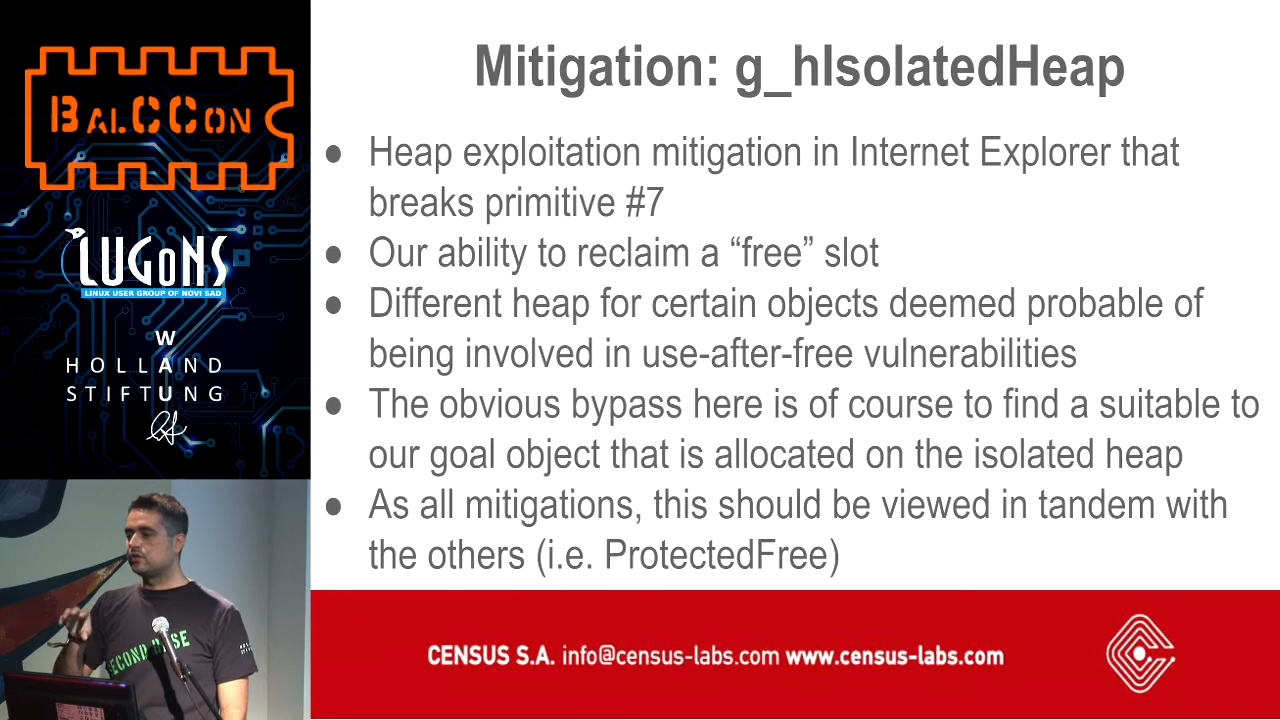 Mitigation: g_hIsolatedHeap
BALCCON
LUGONS
LINUX USER GROUP OF NOVI SAD
W
HOLLAND
STIFTUNG
● Heap exploitation mitigation in Internet Explorer that
breaks primitive #7
● Our ability to reclaim a “free” slot
● Different heap for certain objects deemed probable of
being involved in use-after-free vulnerabilities
● The obvious bypass here is of course to find a suitable to
our goal object that is allocated on the isolated heap
● As all mitigations, this should be viewed in tandem with
the others (i.e. ProtectedFree)
SECOND BASE
CENSUS S.A. info@census-labs.com www.census-labs.com